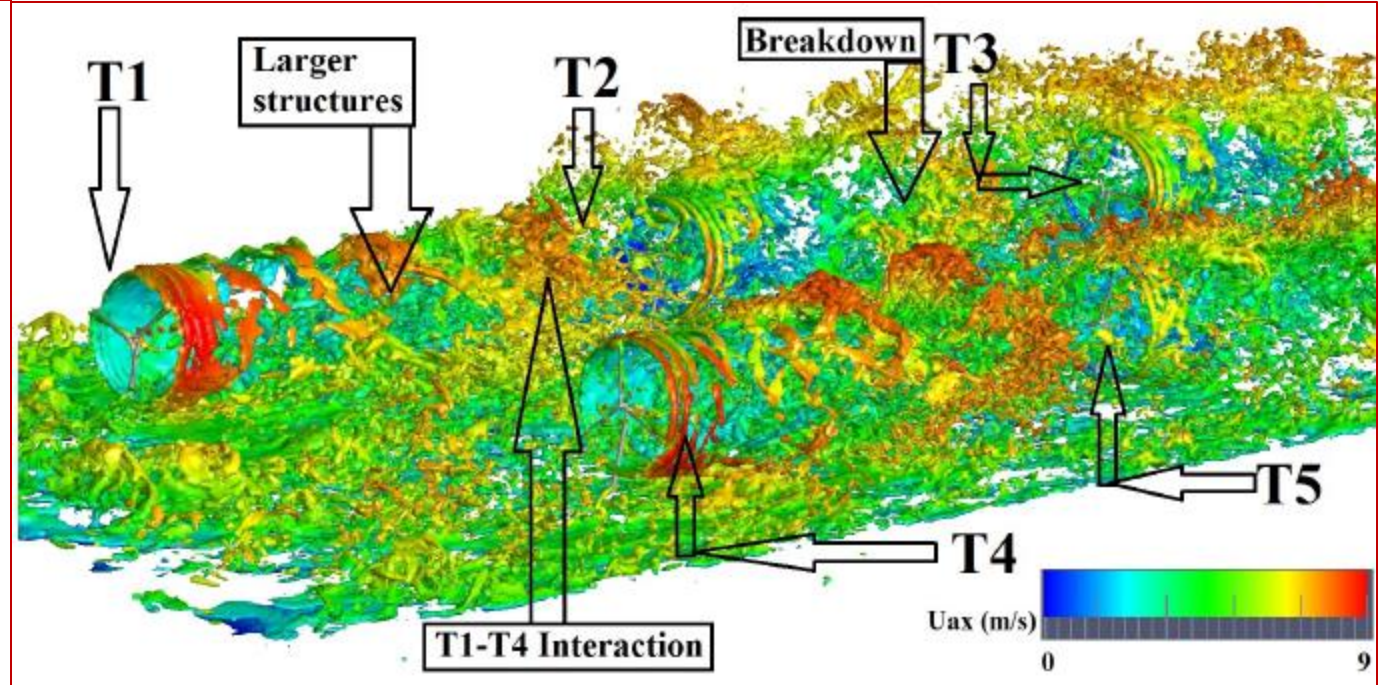 T1
Larger
structures
T2
Breakdown
T3
T4
T5
T1-T4 Interaction
Uax (m/s)
0
9